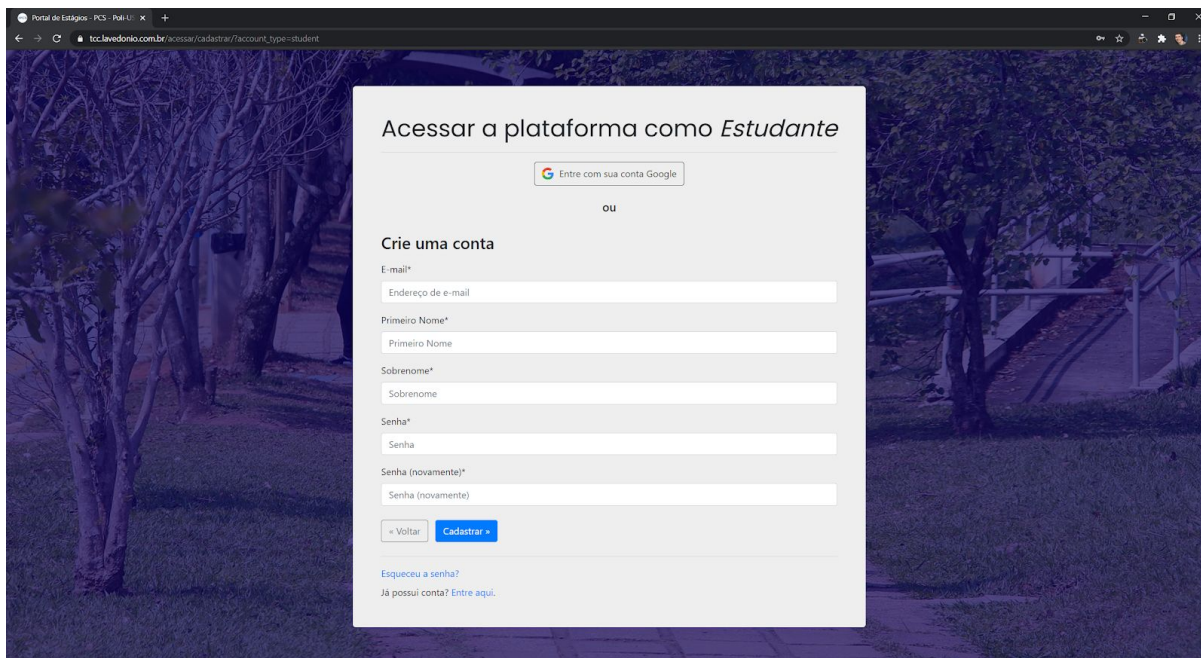 Portal de Estágios - PCS - Poli-U
tcc.lavedonio.com.br/acessar/cadastrar/?account_type=student
Acessar a plataforma como Estudante
Entre com sua conta Google
ou
Crie uma conta
E-mail*
Endereço de e-mail
Primeiro Nome*
Primeiro Nome
Sobrenome*
Sobrenome
Senha*
Senha
Senha (novamente)*
Senha (novamente)
« Voltar
Cadastrar »
Esqueceu a senha?
Já possui conta? Entre aqui.